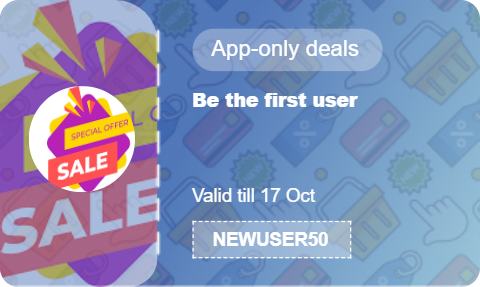 App-only deals
Be the first user
SPECIAL OFFER
SALE
SALE
Valid till 17 Oct
NEWUSER50